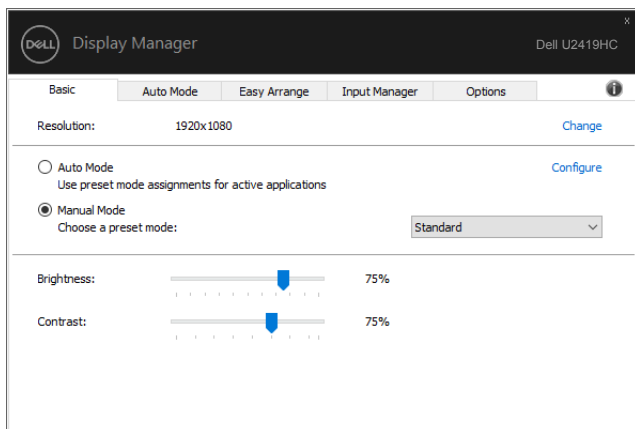 x
DELL Display Manager Dell U2419HC
Basic Auto Mode Easy Arrange Input Manager Options i
Resolution: 1920x1080 Change
Auto Mode Configure
Use preset mode assignments for active applications
Manual Mode
Choose a preset mode: Standard
Brightness: 75%
Contrast: 75%